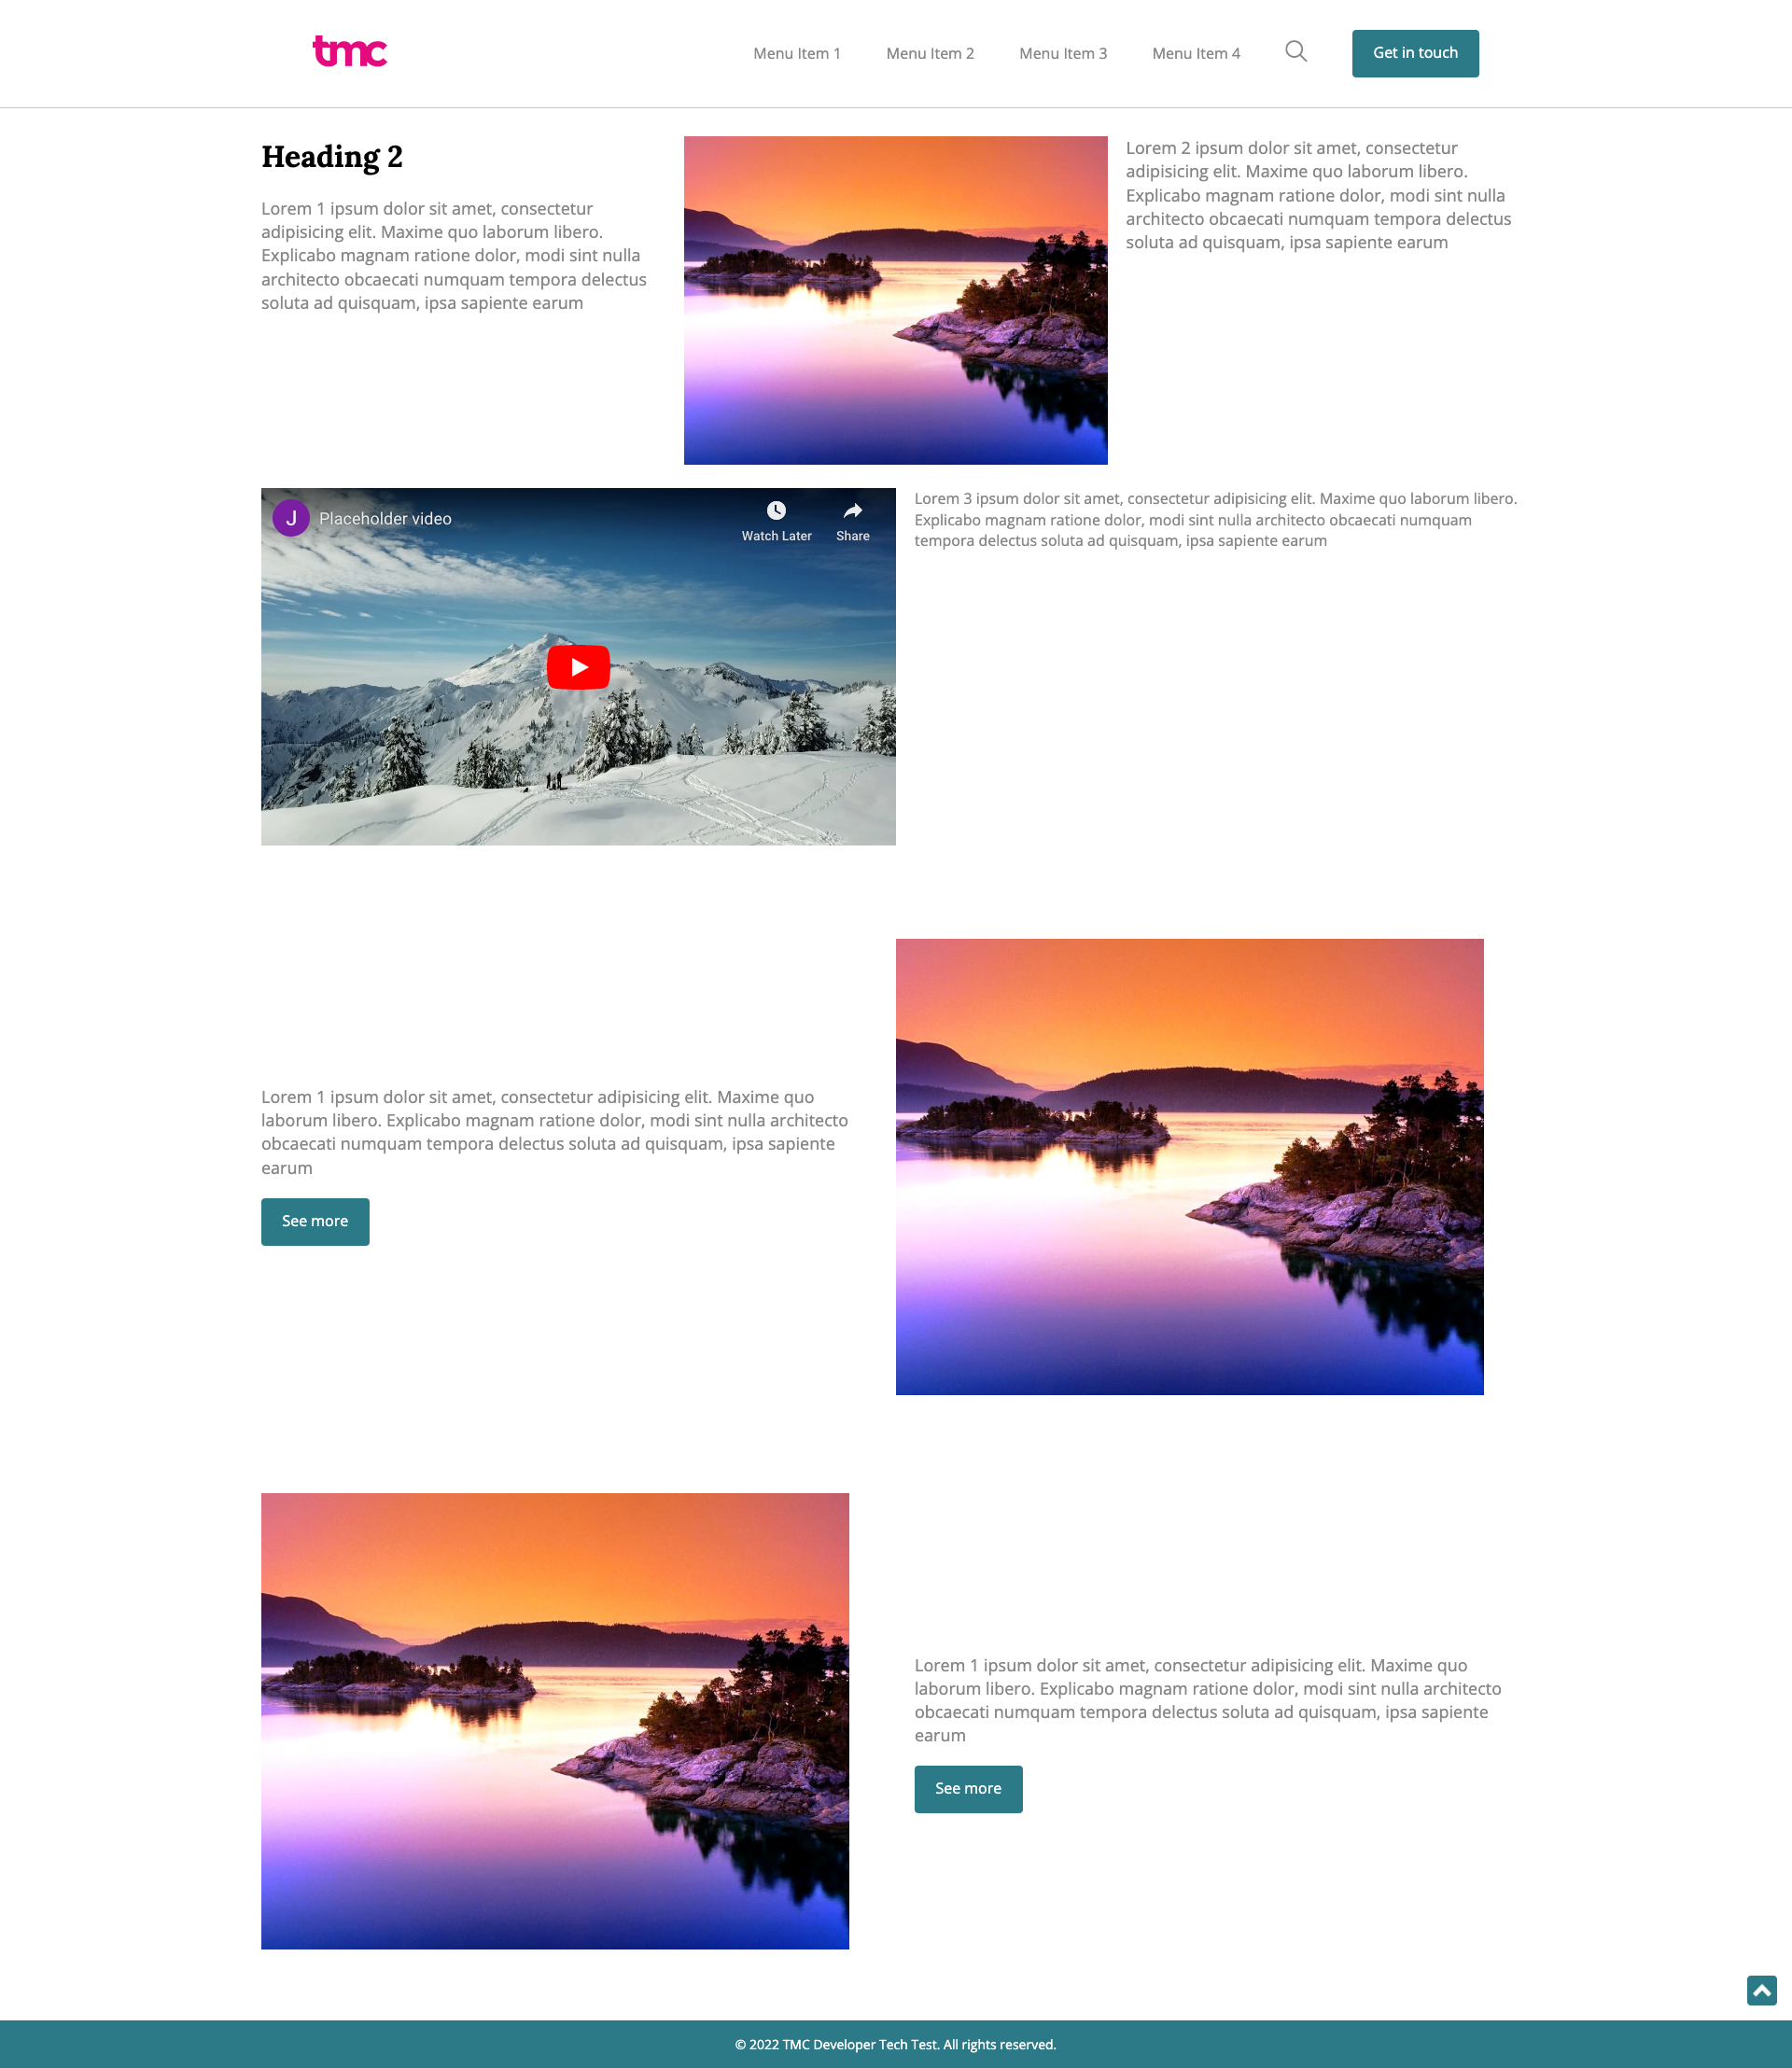 tmc
Menu Item 1
Menu Item 2
Menu Item 3
Menu Item 4
Get in touch
Heading 2
Lorem 1 ipsum dolor sit amet, consectetur
adipisicing elit. Maxime quo laborum libero.
Explicabo magnam ratione dolor, modi sint nulla
architecto obcaecati numquam tempora delectus
soluta ad quisquam, ipsa sapiente earum
Lorem 2 ipsum dolor sit amet, consectetur
adipisicing elit. Maxime quo laborum libero.
Explicabo magnam ratione dolor, modi sint nulla
architecto obcaecati numquam tempora delectus
soluta ad quisquam, ipsa sapiente earum
J
Placeholder video
Watch Later
Share
Lorem 3 ipsum dolor sit amet, consectetur adipisicing elit. Maxime quo laborum libero.
Explicabo magnam ratione dolor, modi sint nulla architecto obcaecati numquam
tempora delectus soluta ad quisquam, ipsa sapiente earum
Lorem 1 ipsum dolor sit amet, consectetur adipisicing elit. Maxime quo
laborum libero. Explicabo magnam ratione dolor, modi sint nulla architecto
obcaecati numquam tempora delectus soluta ad quisquam, ipsa sapiente
earum
See more
Lorem 1 ipsum dolor sit amet, consectetur adipisicing elit. Maxime quo
laborum libero. Explicabo magnam ratione dolor, modi sint nulla architecto
obcaecati numquam tempora delectus soluta ad quisquam, ipsa sapiente
earum
See more
© 2022 TMC Developer Tech Test. All rights reserved.